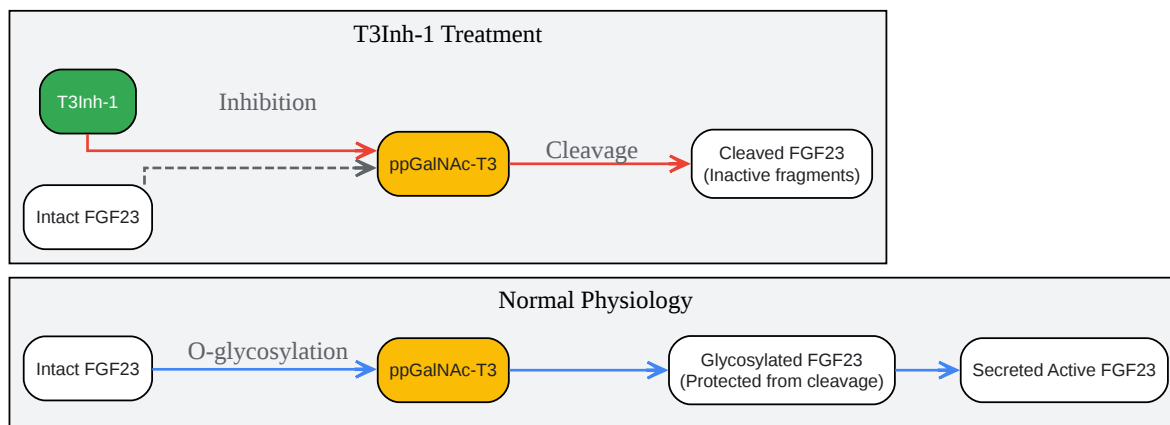 T3Inh-1 Treatment
T3Inh-1
Inhibition
ppGalNAc-T3
Cleavage
Cleaved FGF23
(Inactive fragments)
Intact FGF23
Normal Physiology
Intact FGF23
O-glycosylation
ppGalNAc-T3
Glycosylated FGF23
(Protected from cleavage)
Secreted Active FGF23